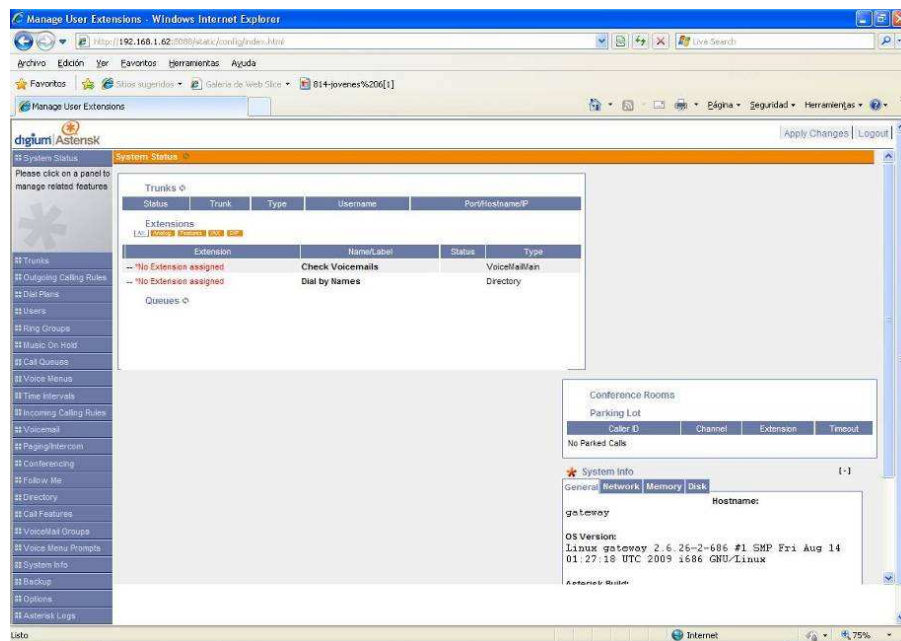 Manage User Extensions - Windows Internet Explorer
http://192.168.1.62:8088/static/config/index.html
Live Search
Archivo Edición Ver Favoritos Herramientas Ayuda
Favoritos Sitios sugeridos Galería de Web Slice 814-jovenes%206[1]
Manage User Extensions
Página Seguridad Herramientas
digium Asterisk
Apply Changes Logout
System Status
System Status
Please click on a panel to
manage related features
Trunks
Status Trunk Type Username Port/Hostname/IP
Extensions
All Analog Features IAX SIP
Extension Name/Label Status Type
-- *No Extension assigned Check Voicemails VoiceMailMain
-- *No Extension assigned Dial by Names Directory
Queues
Trunks
Outgoing Calling Rules
Dial Plans
Users
Ring Groups
Music On Hold
Call Queues
Voice Menus
Time Intervals
Incoming Calling Rules
Voicemail
Paging/Intercom
Conferencing
Follow Me
Directory
Call Features
VoiceMail Groups
Voice Menu Prompts
System Info
Backup
Options
Asterisk Logs
Conference Rooms
Parking Lot
Caller ID Channel Extension Timeout
No Parked Calls
System Info [-]
General Network Memory Disk
Hostname:
gateway
OS Version:
Linux gateway 2.6.26-2-686 #1 SMP Fri Aug 14
01:27:18 UTC 2009 i686 GNU/Linux
Asterisk Build:
Listo Internet 75%